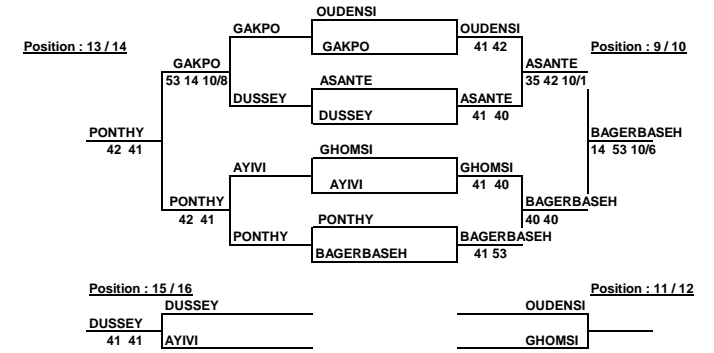 OUDENSI
GAKPO OUDENSI
Position : 13 / 14 GAKPO 41 42 Position : 9 / 10
GAKPO ASANTE
53 14 10/8 ASANTE 35 42 10/1
DUSSEY ASANTE
DUSSEY 41 40
PONTHY BAGERBASEH
42 41 GHOMSI 14 53 10/6
AYIVI GHOMSI
AYIVI 41 40
PONTHY BAGERBASEH
42 41 PONTHY 40 40
PONTHY BAGERBASEH
BAGERBASEH 41 53
Position : 15 / 16 Position : 11 / 12
DUSSEY OUDENSI
DUSSEY
41 41 AYIVI GHOMSI